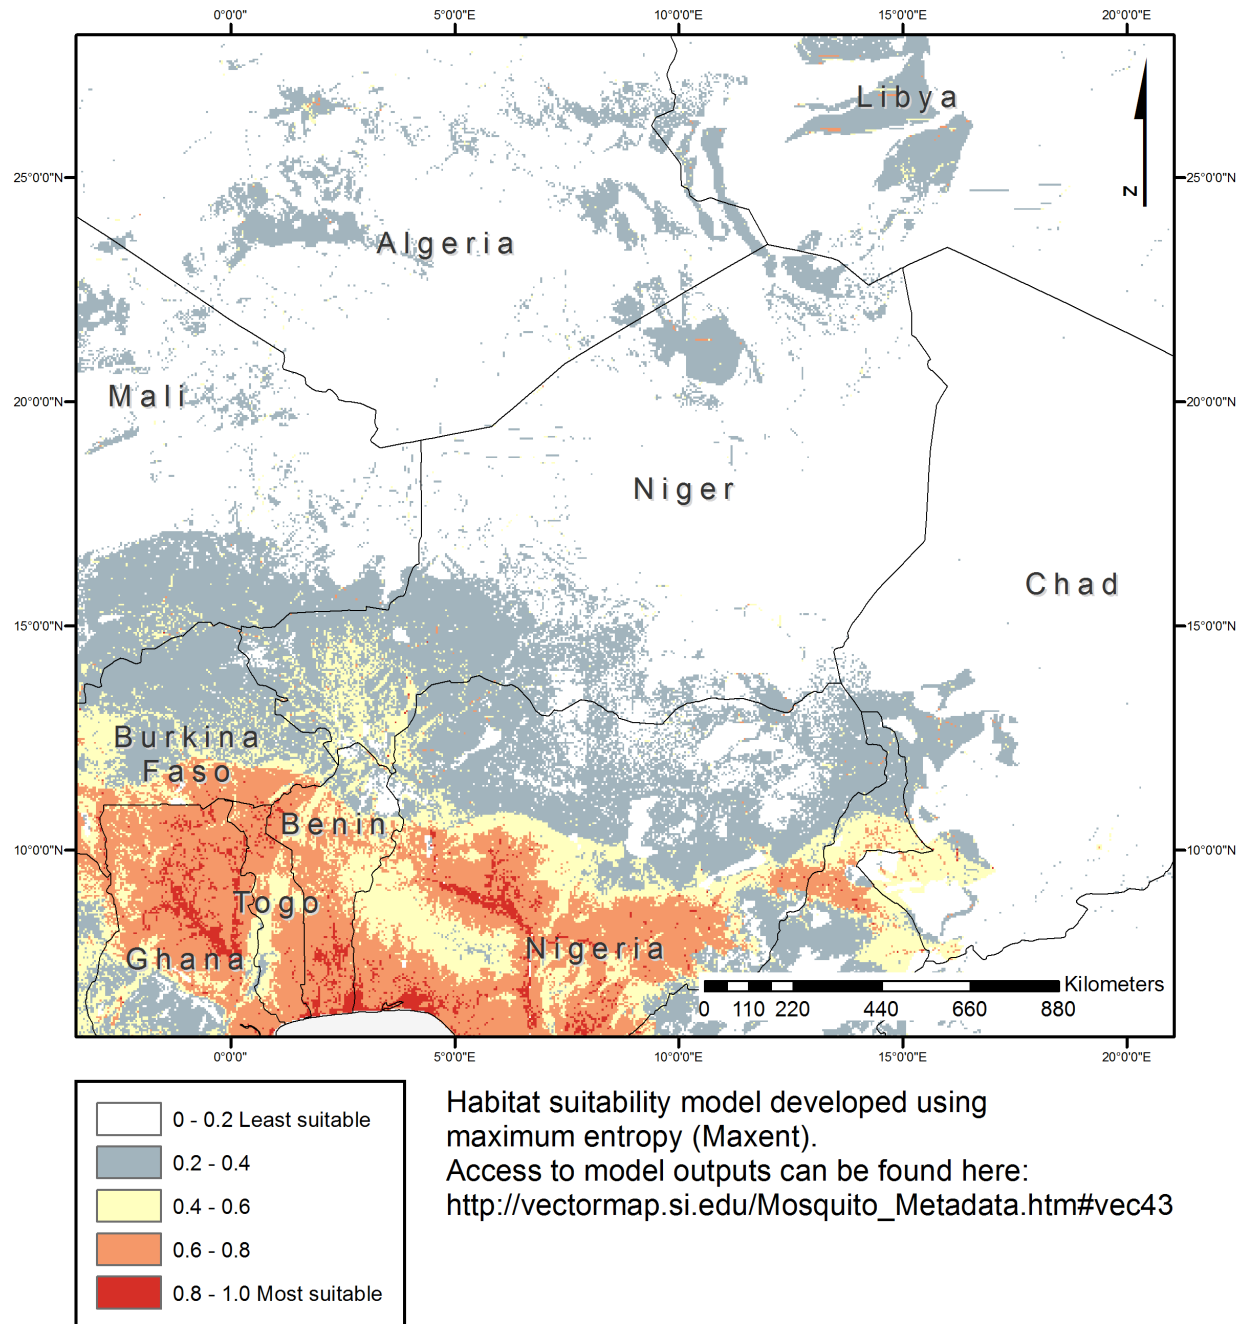 0°0'0"
5°0'0"E
10°0'0"E
15°0'0"E
20°0'0"E
Libya
25°0'0"N
25°0'0"N
N
Algeria
Mali
20°0'0"N
20°0'0"N
Niger
Chad
15°0'0"N
15°0'0"N
Burkina
Faso
Benin
10°0'0"N
10°0'0"N
Togo
Nigeria
Ghana
Kilometers
0 110 220 440 660 880
0°0'0"E
5°0'0"E
10°0'0"E
15°0'0"E
20°0'0"E
0 - 0.2 Least suitable
0.2 - 0.4
0.4 - 0.6
0.6 - 0.8
0.8 - 1.0 Most suitable
Habitat suitability model developed using
maximum entropy (Maxent).
Access to model outputs can be found here:
http://vectormap.si.edu/Mosquito_Metadata.htm#vec43